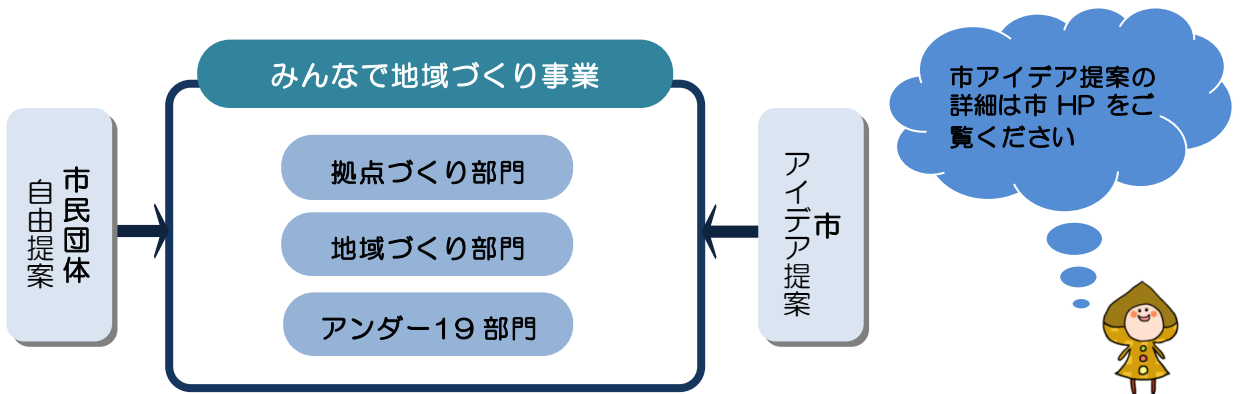 みんなで地域づくり事業
拠点づくり部門
地域づくり部門
アンダー19部門
市民団体
自由提案
市
アイデア提案
市アイデア提案の
詳細は市 HP をご
覧ください